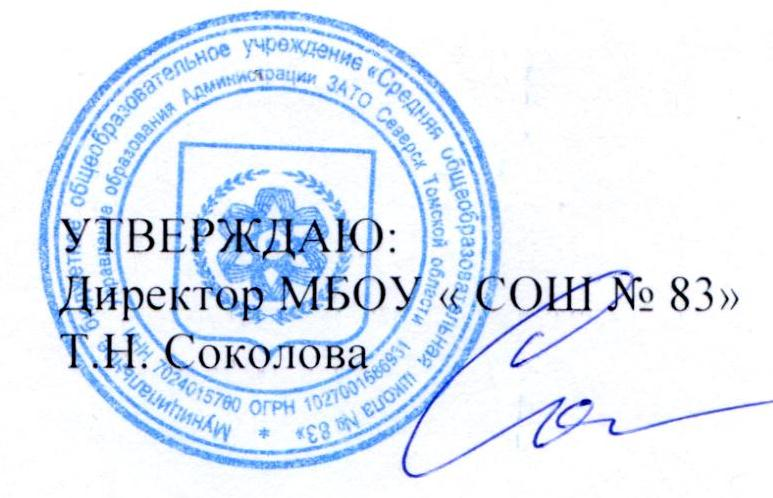 УТВЕРЖДАЮ:
Директор МБОУ « СОШ № 83»
Т.Н. Соколова
Муниципальное бюджетное общеобразовательное учреждение «Средняя общеобразовательная школа № 83» *
Управление образования Администрации ЗАТО Северск Томской области
ИНН 7024015760 ОГРН 1027001686931